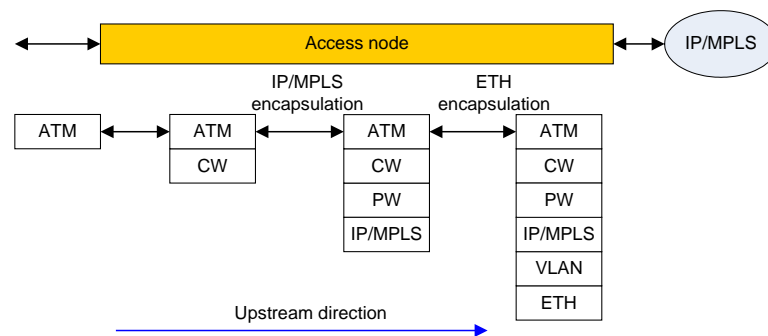 Access node
IP/MPLS
IP/MPLS
encapsulation
ETH
encapsulation
ATM
ATM
CW
ATM
CW
PW
IP/MPLS
ATM
CW
PW
IP/MPLS
VLAN
ETH
Upstream direction